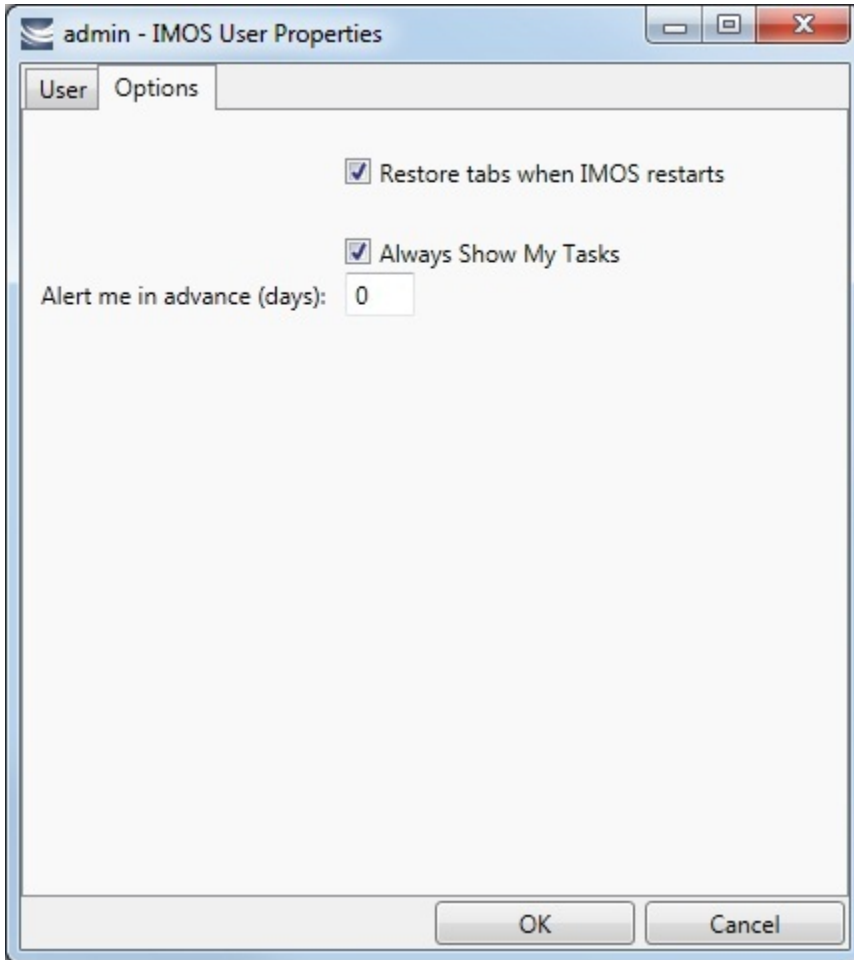 admin - IMOS User Properties
User Options
Restore tabs when IMOS restarts
Always Show My Tasks
Alert me in advance (days): 0
OK Cancel